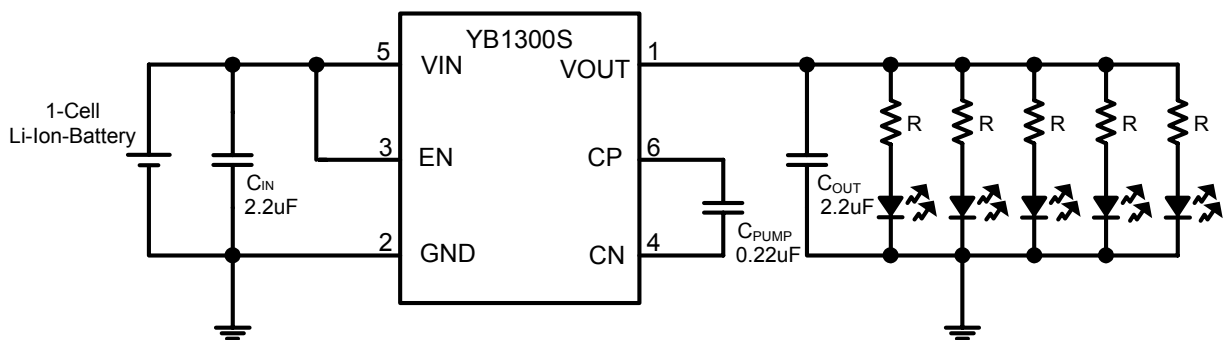 YB1300S
5
VIN
VOUT
1
1-Cell
Li-Ion-Battery
3
EN
CP
6
CIN
2.2uF
2
GND
CN
4
CPUMP
0.22uF
COUT
2.2uF
R
R
R
R
R